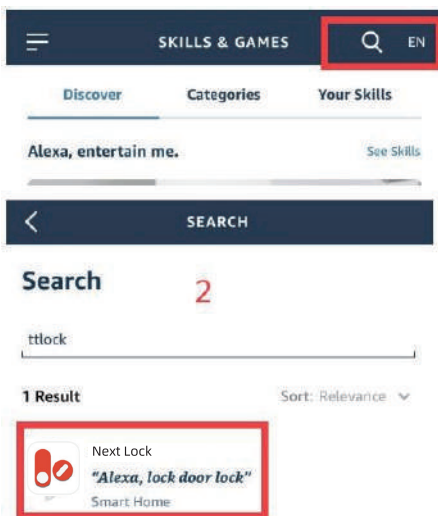 SKILLS & GAMES EN
Discover Categories Your Skills
Alexa, entertain me. See Skills
SEARCH
Search
2
ttlock
1 Result Sort: Relevance
Next Lock
"Alexa, lock door lock"
Smart Home